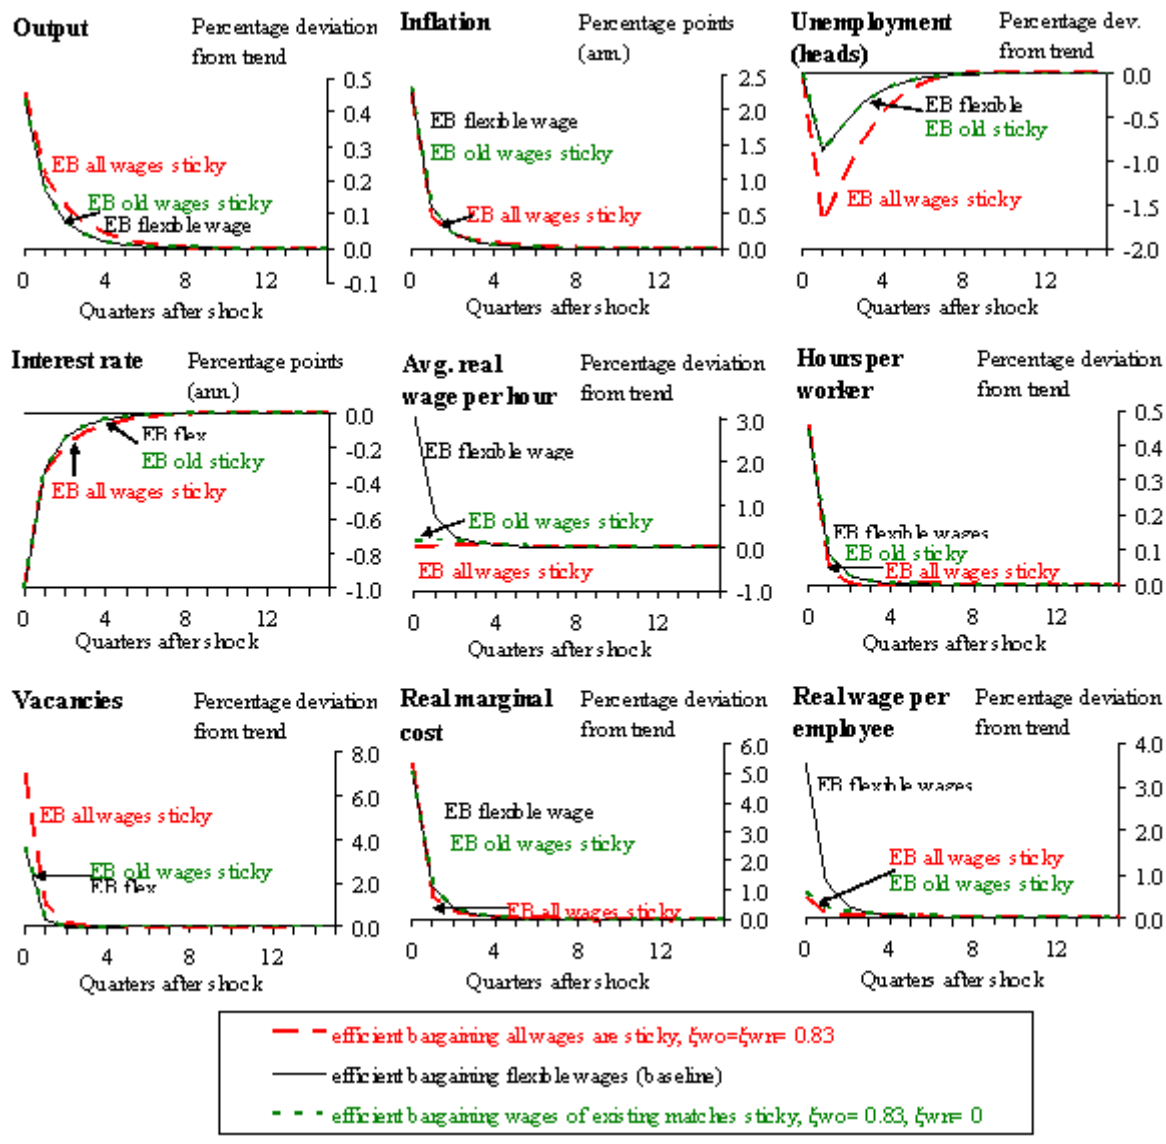 Output
Percentage deviation
from trend
0.5
0.4
0.3
0.2
0.1
0.0
-0.1
EB all wages sticky
EB old wages sticky
EB flexible wage
0 4 8 12
Quarters after shock
Inflation
Percentage points
(ann.)
2.5
2.0
1.5
1.0
0.5
0.0
EB flexible wage
EB old wages sticky
EB all wages sticky
0 4 8 12
Quarters after shock
Unemployment
(heads)
Percentage dev.
from trend
0.0
-0.5
-1.0
-1.5
-2.0
EB flexible
EB old sticky
EB all wages sticky
0 4 8 12
Quarters after shock
Interest rate
Percentage points
(ann.)
0.0
-0.2
-0.4
-0.6
-0.8
-1.0
EB flex
EB old sticky
EB all wages sticky
0 4 8 12
Quarters after shock
Avg. real
wage per hour
Percentage deviation
from trend
3.0
2.0
1.0
0.0
-1.0
EB flexible wage
EB old wages sticky
EB all wages sticky
0 4 8 12
Quarters after shock
Hours per
worker
Percentage deviation
from trend
0.5
0.4
0.3
0.2
0.1
0.0
EB flexible wages
EB old sticky
EB all wages sticky
0 4 8 12
Quarters after shock
Vacancies
Percentage deviation
from trend
8.0
6.0
4.0
2.0
0.0
EB all wages sticky
EB old wages sticky
EB flex
0 4 8 12
Quarters after shock
Real marginal
cost
Percentage deviation
from trend
6.0
5.0
4.0
3.0
2.0
1.0
0.0
EB flexible wage
EB old wages sticky
EB all wages sticky
0 4 8 12
Quarters after shock
Real wage per
employee
Percentage deviation
from trend
4.0
3.0
2.0
1.0
0.0
EB flexible wages
EB all wages sticky
EB old wages sticky
0 4 8 12
Quarters after shock
efficient bargaining all wages are sticky, ξwo=ξwn= 0.83
efficient bargaining flexible wages (baseline)
efficient bargaining wages of existing matches sticky, ξwo= 0.83, ξwn= 0